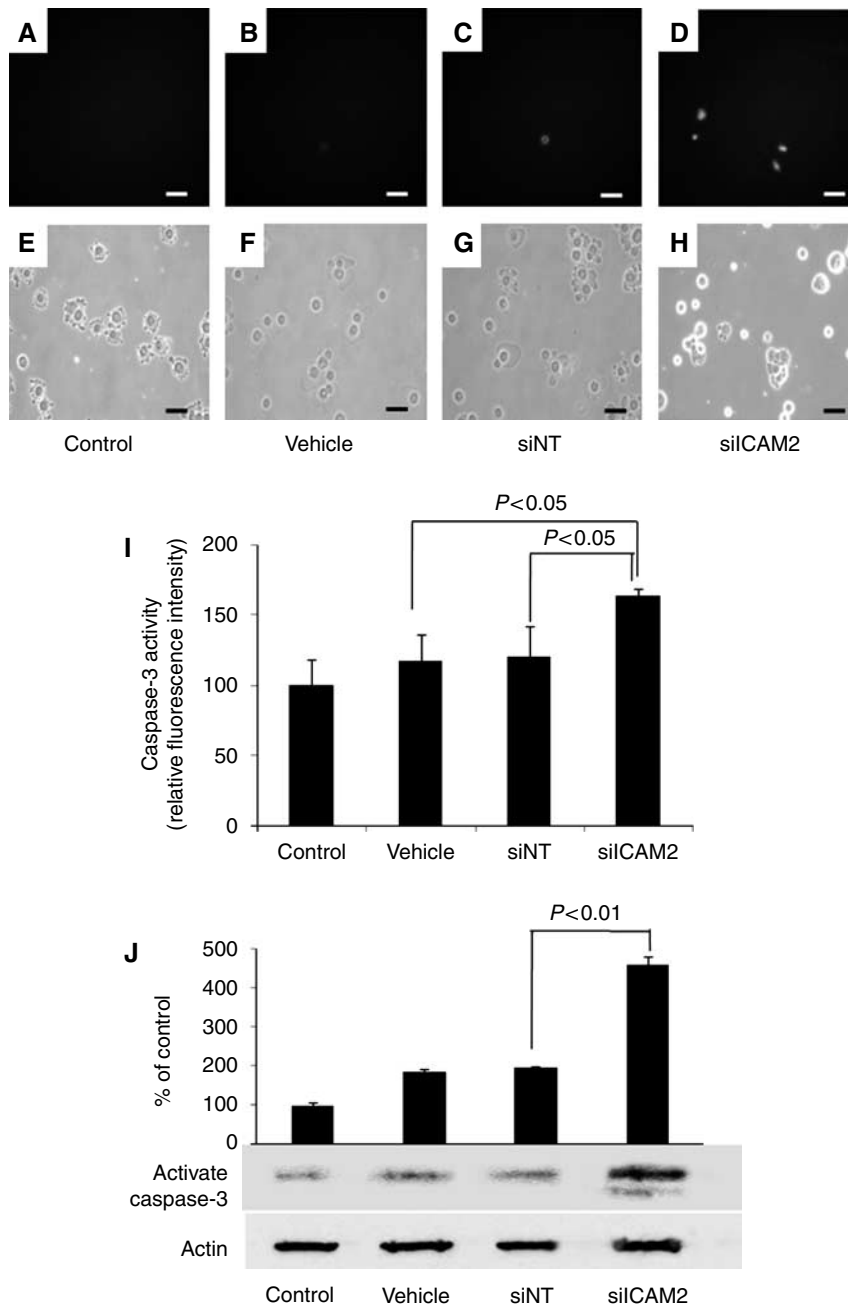 A
B
C
D
E
F
G
H
Control
Vehicle
siNT
siICAM2
I
P<0.05
P<0.05
200
150
100
50
0
Caspase-3 activity
(relative fluorescence intensity)
Control
Vehicle
siNT
siICAM2
J
P<0.01
500
400
300
200
100
0
% of control
Activate
caspase-3
Actin
Control
Vehicle
siNT
siICAM2